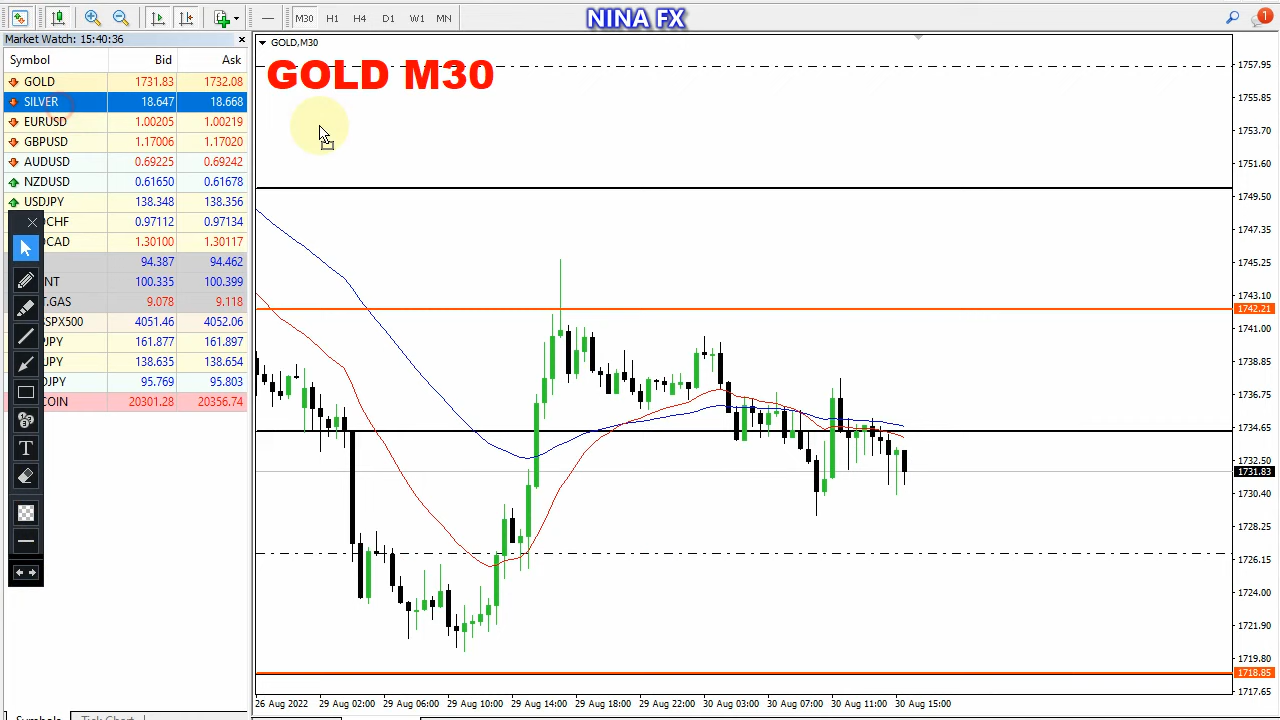 NINA FX
M30 H1 H4 D1 W1 MN
1
Market Watch: 15:40:36
Symbol Bid Ask
GOLD 1731.83 1732.08
SILVER 18.647 18.668
EURUSD 1.00205 1.00219
GBPUSD 1.17006 1.17020
AUDUSD 0.69225 0.69242
NZDUSD 0.61650 0.61678
USDJPY 138.348 138.356
CHF 0.97112 0.97134
CAD 1.30100 1.30117
94.387 94.462
NT 100.335 100.399
T.GAS 9.078 9.118
SPX500 4051.46 4052.06
JPY 161.877 161.897
JPY 138.635 138.654
JPY 95.769 95.803
COIN 20301.28 20356.74
T
Symbols Tick Chart
GOLD,M30
GOLD M30
1757.95
1755.85
1753.70
1751.60
1749.50
1747.35
1745.25
1743.10
1742.21
1741.00
1738.85
1736.75
1734.65
1732.50
1731.83
1730.40
1728.25
1726.15
1724.00
1721.90
1719.80
1718.85
1717.65
26 Aug 2022 29 Aug 02:00 29 Aug 06:00 29 Aug 10:00 29 Aug 14:00 29 Aug 18:00 29 Aug 22:00 30 Aug 03:00 30 Aug 07:00 30 Aug 11:00 30 Aug 15:00